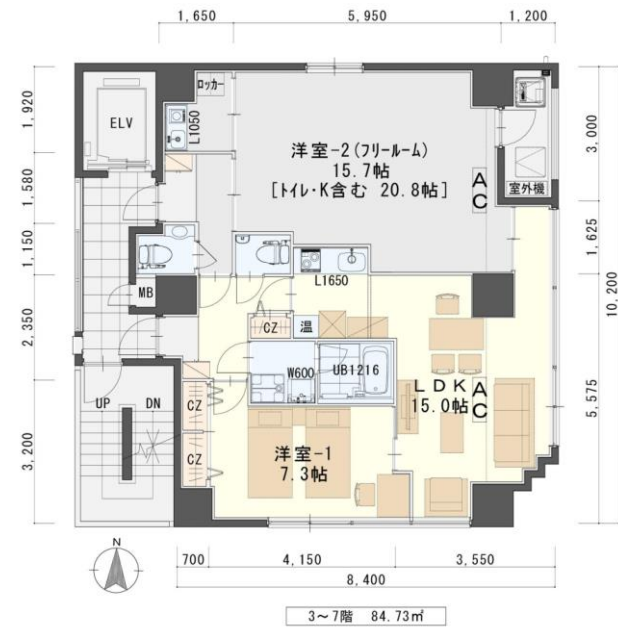 1,650 5,950 1,200
1,920
1,580
1,150
2,350
3,200
ELV
ロッカー
L1050
洋室-2(フリールーム)
15.7帖
[トイレ・K含む 20.8帖]
AC
室外機
3,000
1,625
10,200
5,575
MB
L1650
CZ
温
W600
UB1216
LDK
15.0帖
AC
UP DN
CZ
CZ
洋室-1
7.3帖
N
700 4,150 3,550
8,400
3～7階 84.73㎡